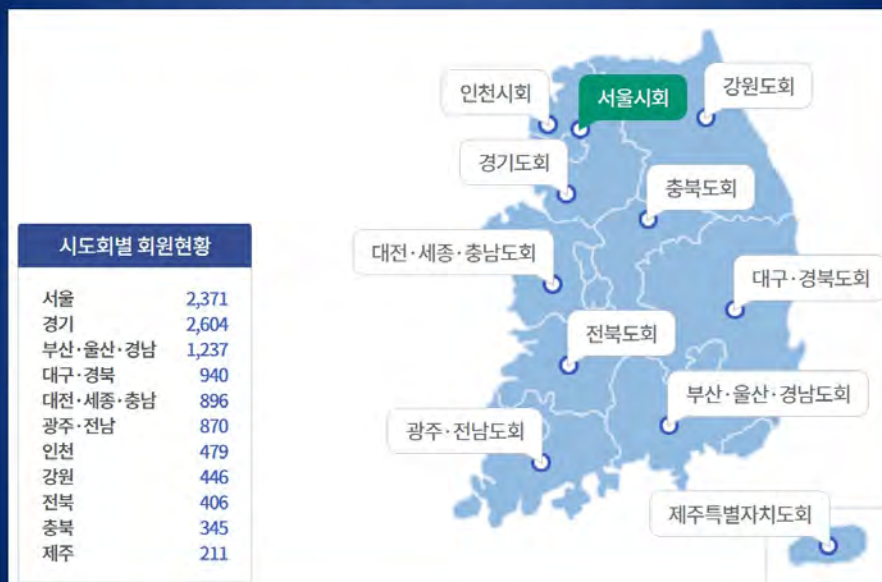 인천시회
서울시회
강원도회
경기도회
충북도회
대전·세종·충남도회
대구·경북도회
전북도회
부산·울산·경남도회
광주·전남도회
제주특별자치도회
시도회별 회원현황
서울 2,371
경기 2,604
부산·울산·경남 1,237
대구·경북 940
대전·세종·충남 896
광주·전남 870
인천 479
강원 446
전북 406
충북 345
제주 211